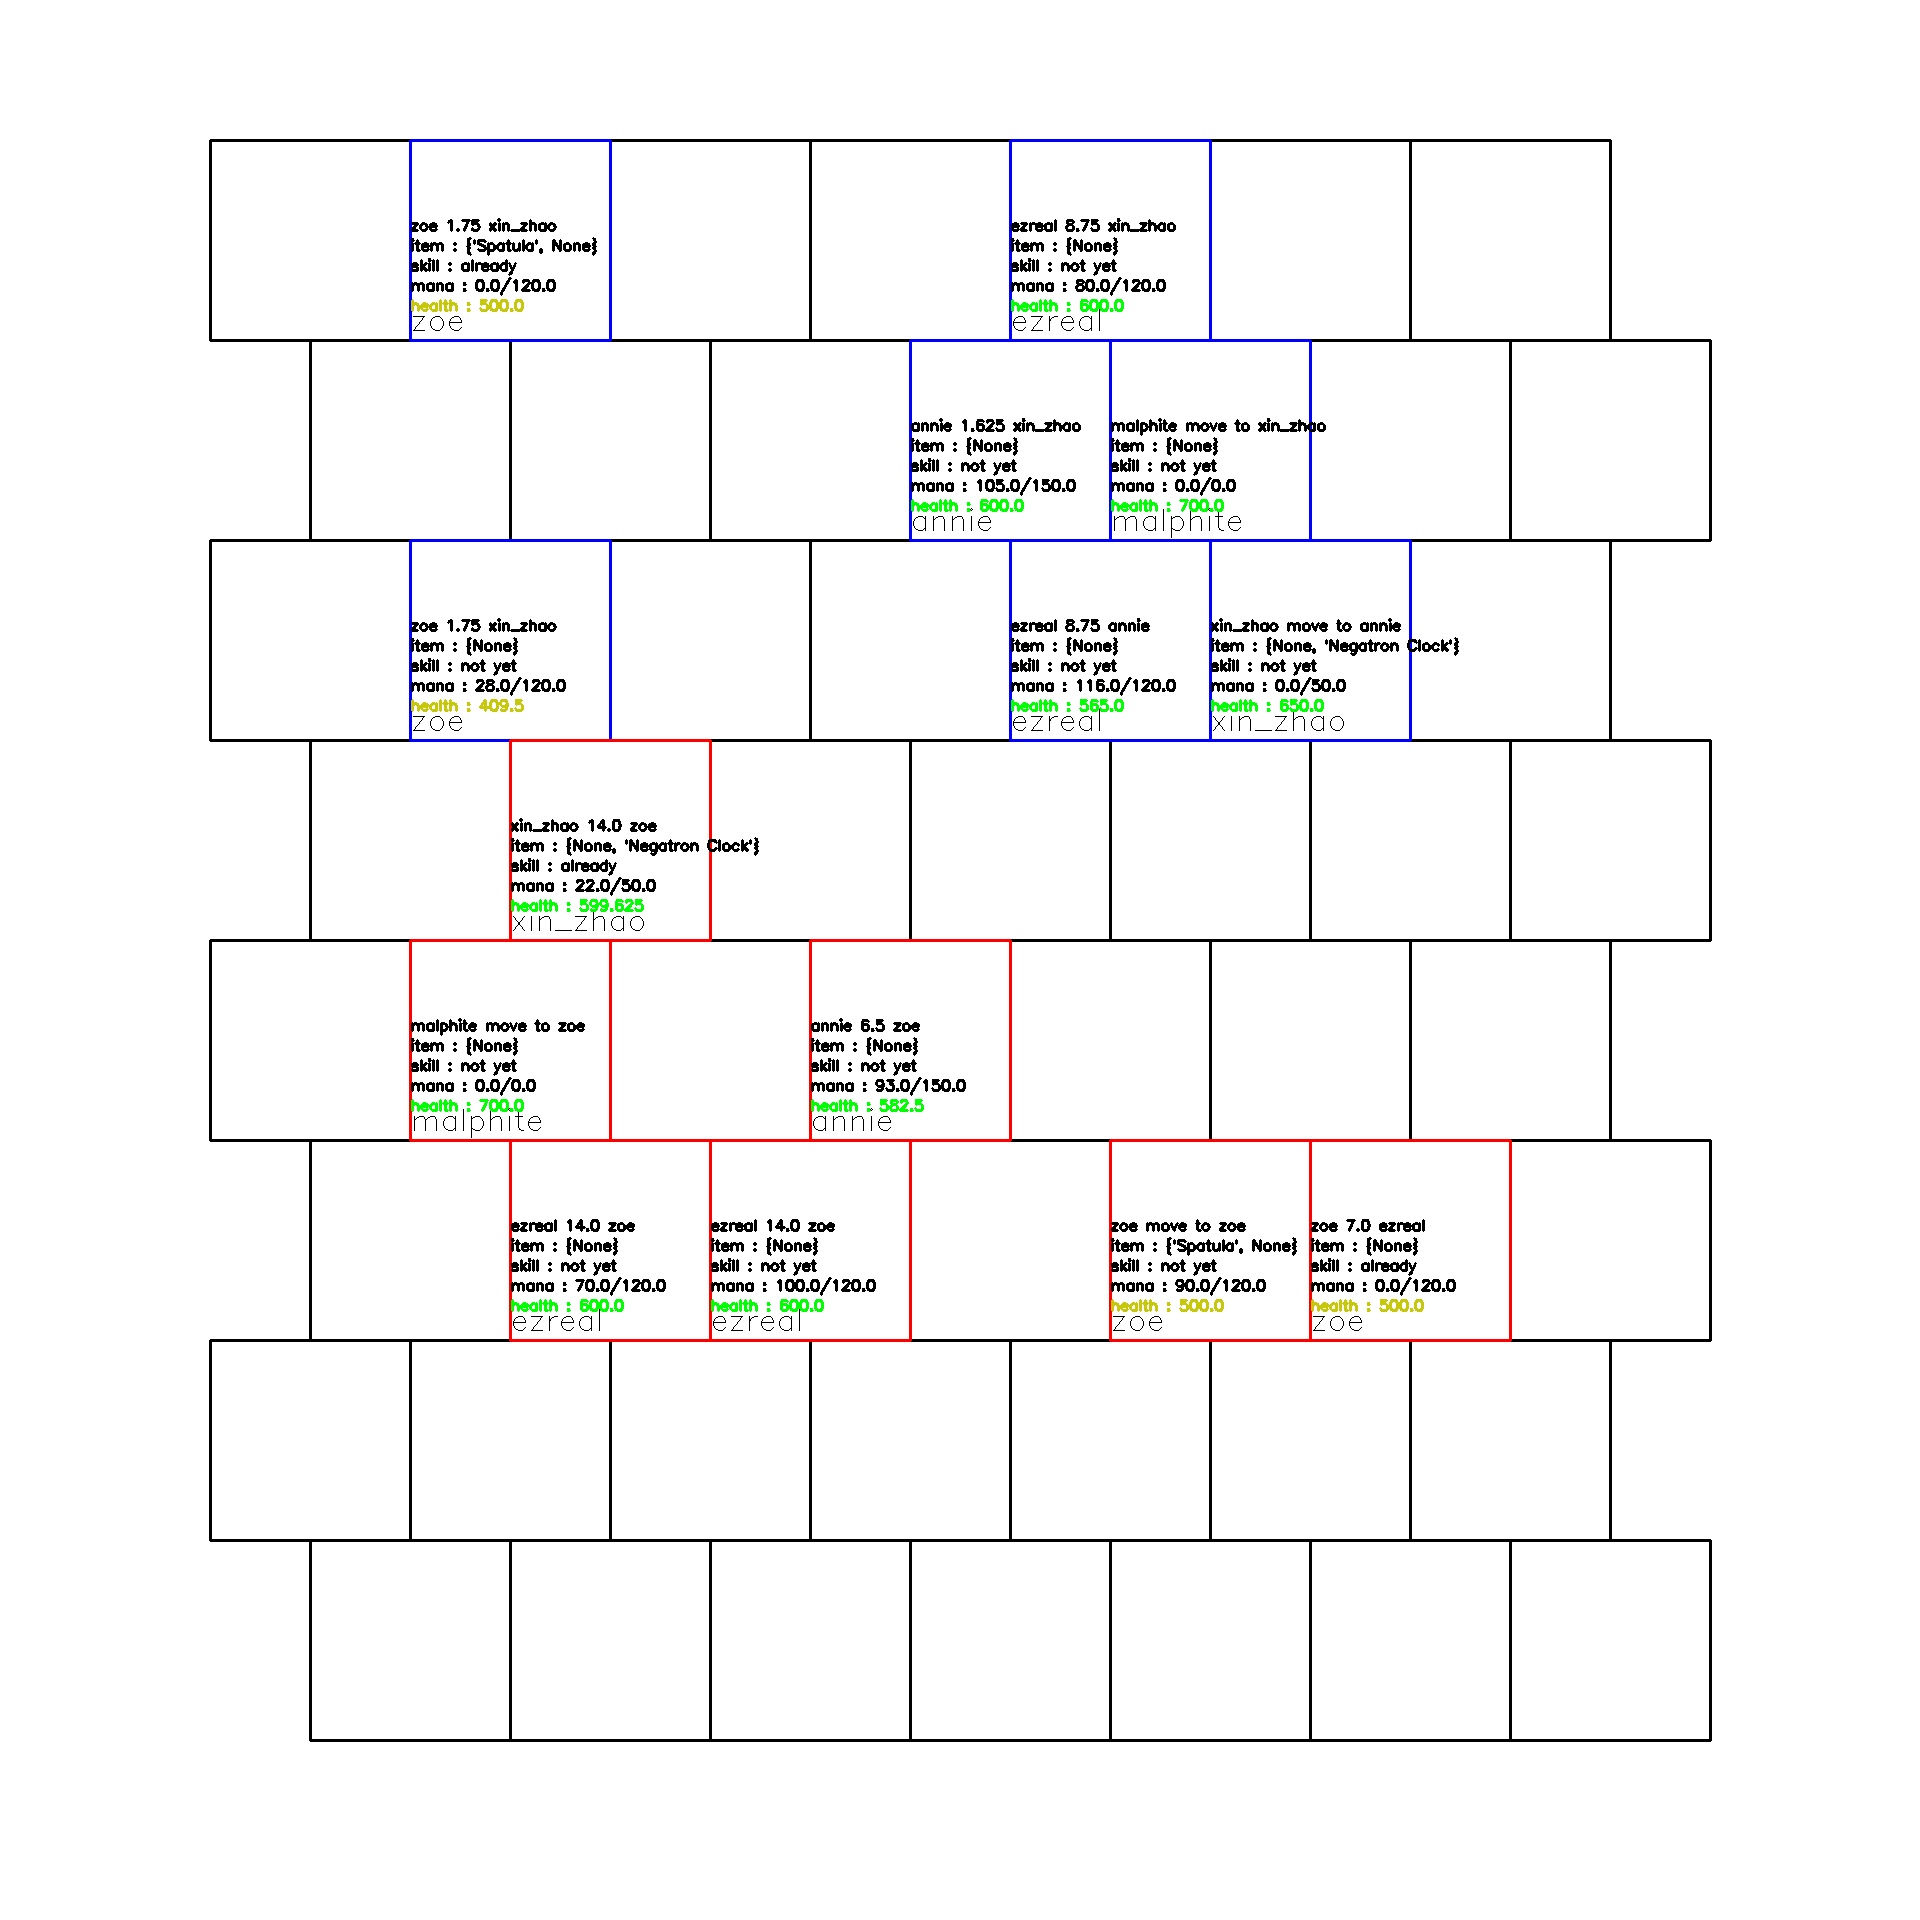 zoe 1.75 xin_zhao
item : {'Spatula', None}
skill : already
mana : 0.0/120.0
health : 500.0
zoe
ezreal 8.75 xin_zhao
item : {None}
skill : not yet
mana : 80.0/120.0
health : 600.0
ezreal
annie 1.625 xin_zhao
item : {None}
skill : not yet
mana : 105.0/150.0
health : 600.0
annie
malphite move to xin_zhao
item : {None}
skill : not yet
mana : 0.0/0.0
health : 700.0
malphite
zoe 1.75 xin_zhao
item : {None}
skill : not yet
mana : 28.0/120.0
health : 409.5
zoe
ezreal 8.75 annie
item : {None}
skill : not yet
mana : 116.0/120.0
health : 565.0
ezreal
xin_zhao move to annie
item : {None, 'Negatron Clock'}
skill : not yet
mana : 0.0/50.0
health : 650.0
xin_zhao
xin_zhao 14.0 zoe
item : {None, 'Negatron Clock'}
skill : already
mana : 22.0/50.0
health : 599.625
xin_zhao
malphite move to zoe
item : {None}
skill : not yet
mana : 0.0/0.0
health : 700.0
malphite
annie 6.5 zoe
item : {None}
skill : not yet
mana : 93.0/150.0
health : 582.5
annie
ezreal 14.0 zoe
item : {None}
skill : not yet
mana : 70.0/120.0
health : 600.0
ezreal
ezreal 14.0 zoe
item : {None}
skill : not yet
mana : 100.0/120.0
health : 600.0
ezreal
zoe move to zoe
item : {'Spatula', None}
skill : not yet
mana : 90.0/120.0
health : 500.0
zoe
zoe 7.0 ezreal
item : {None}
skill : already
mana : 0.0/120.0
health : 500.0
zoe